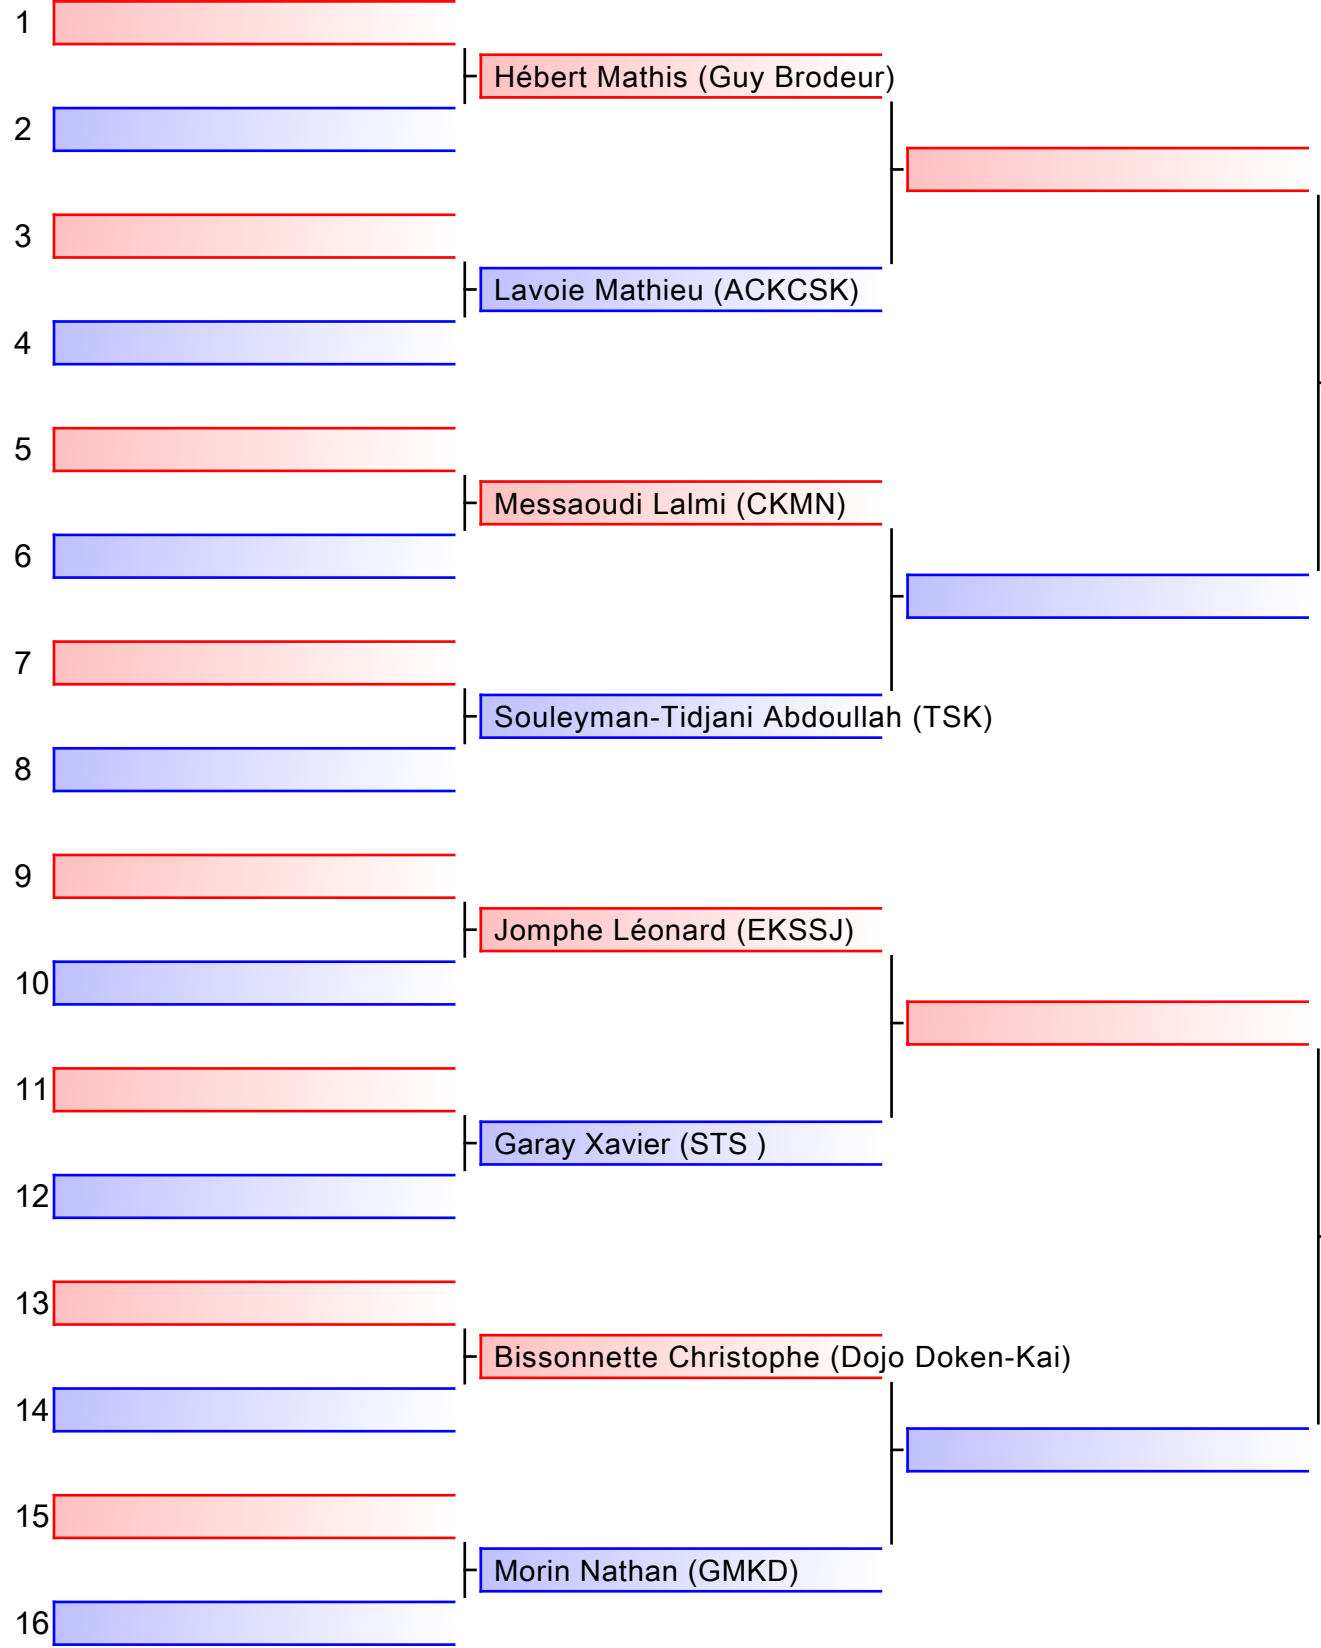 1
Hébert Mathis (Guy Brodeur)
2
3
Lavoie Mathieu (ACKCSK)
4
5
Messaoudi Lalmi (CKMN)
6
7
Souleyman-Tidjani Abdoullah (TSK)
8
9
Jomphe Léonard (EKSSJ)
10
11
Garay Xavier (STS )
12
13
Bissonnette Christophe (Dojo Doken-Kai)
14
15
Morin Nathan (GMKD)
16